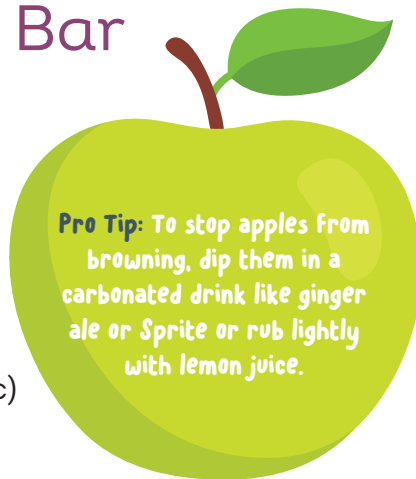 Bar
Pro Tip: To stop apples from
browning, dip them in a
carbonated drink like ginger
ale or Sprite or rub lightly
with lemon juice.
c)